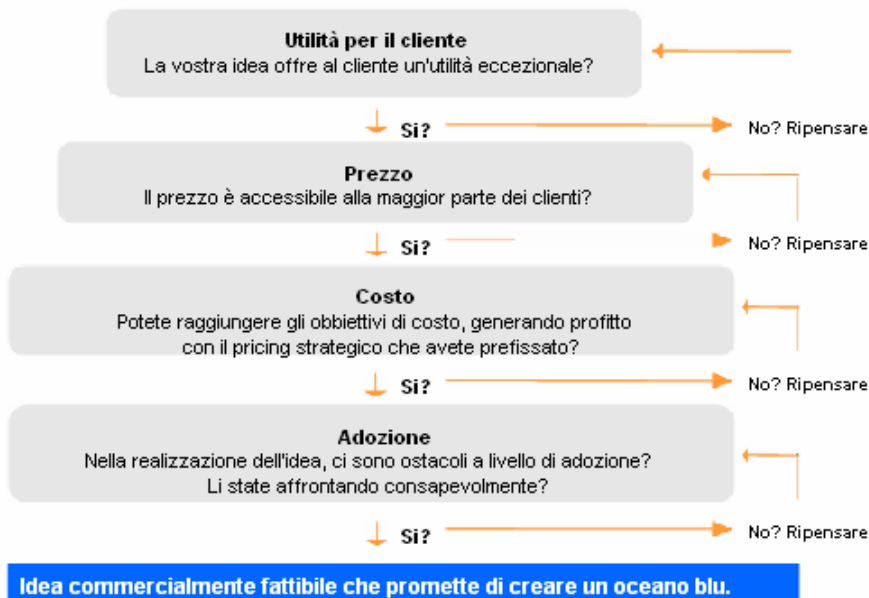 Utilità per il cliente
La vostra idea offre al cliente un'utilità eccezionale?
Si?
No? Ripensare
Prezzo
Il prezzo è accessibile alla maggior parte dei clienti?
Si?
No? Ripensare
Costo
Potete raggiungere gli obbiettivi di costo, generando profitto
con il pricing strategico che avete prefissato?
Si?
No? Ripensare
Adozione
Nella realizzazione dell'idea, ci sono ostacoli a livello di adozione?
Li state affrontando consapevolmente?
Si?
No? Ripensare
Idea commercialmente fattibile che promette di creare un oceano blu.